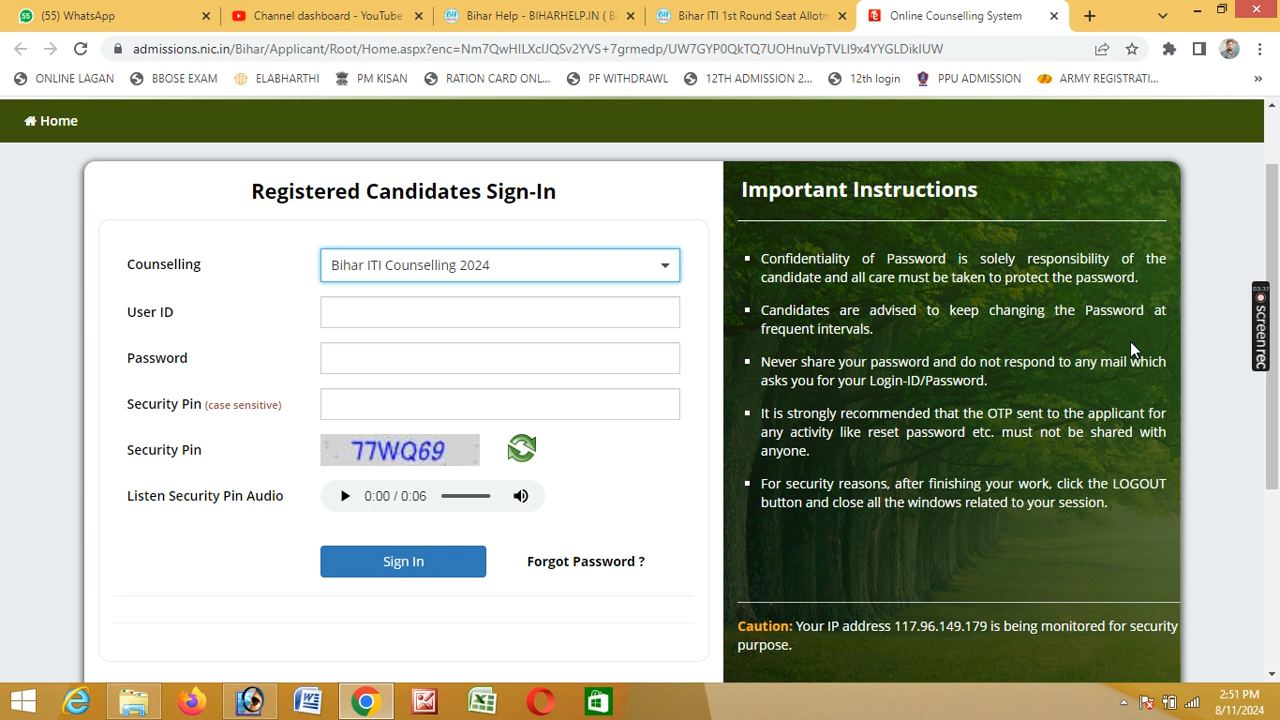 (55) WhatsApp
Channel dashboard - YouTube
Bihar Help - BIHARHELP.IN ( B
Bihar ITI 1st Round Seat Allotm
Online Counselling System
admissions.nic.in/Bihar/Applicant/Root/Home.aspx?enc=Nm7QwHILXclJQSv2YVS+7grmedp/UW7GYP0QkTQ7UOHnuVpTVLI9x4YYGLDikIUW
ONLINE LAGAN
BBOSE EXAM
ELABHARTHI
PM KISAN
RATION CARD ONL...
PF WITHDRAWL
12TH ADMISSION 2...
12th login
PPU ADMISSION
ARMY REGISTRATI...
Home
Registered Candidates Sign-In
Counselling
Bihar ITI Counselling 2024
User ID
Password
Security Pin (case sensitive)
Security Pin
77WQ69
Listen Security Pin Audio
0:00 / 0:06
Sign In
Forgot Password ?
Important Instructions
Confidentiality of Password is solely responsibility of the
candidate and all care must be taken to protect the password.
Candidates are advised to keep changing the Password at
frequent intervals.
Never share your password and do not respond to any mail which
asks you for your Login-ID/Password.
It is strongly recommended that the OTP sent to the applicant for
any activity like reset password etc. must not be shared with
anyone.
For security reasons, after finishing your work, click the LOGOUT
button and close all the windows related to your session.
Caution: Your IP address 117.96.149.179 is being monitored for security
purpose.
03:37
screenrec
2:51 PM
8/11/2024